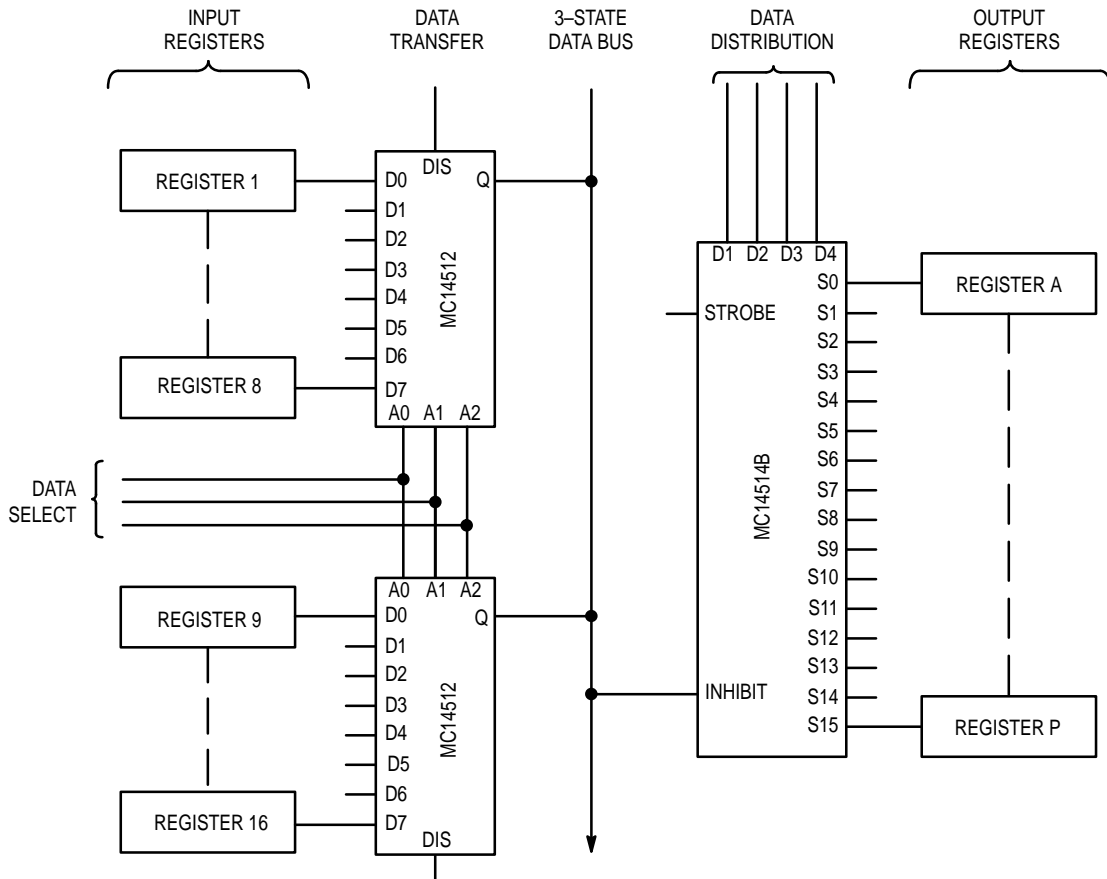 INPUT
REGISTERS
DATA
TRANSFER
3–STATE
DATA BUS
DATA
DISTRIBUTION
OUTPUT
REGISTERS
REGISTER 1
REGISTER 8
DIS
D0
Q
D1
D2
D3
D4
D5
D6
D7
MC14512
A0 A1 A2
DATA
SELECT
REGISTER 9
REGISTER 16
A0 A1 A2
D0
Q
D1
D2
D3
D4
D5
D6
D7
MC14512
DIS
D1 D2 D3 D4
STROBE
MC14514B
INHIBIT
S0
S1
S2
S3
S4
S5
S6
S7
S8
S9
S10
S11
S12
S13
S14
S15
REGISTER A
REGISTER P